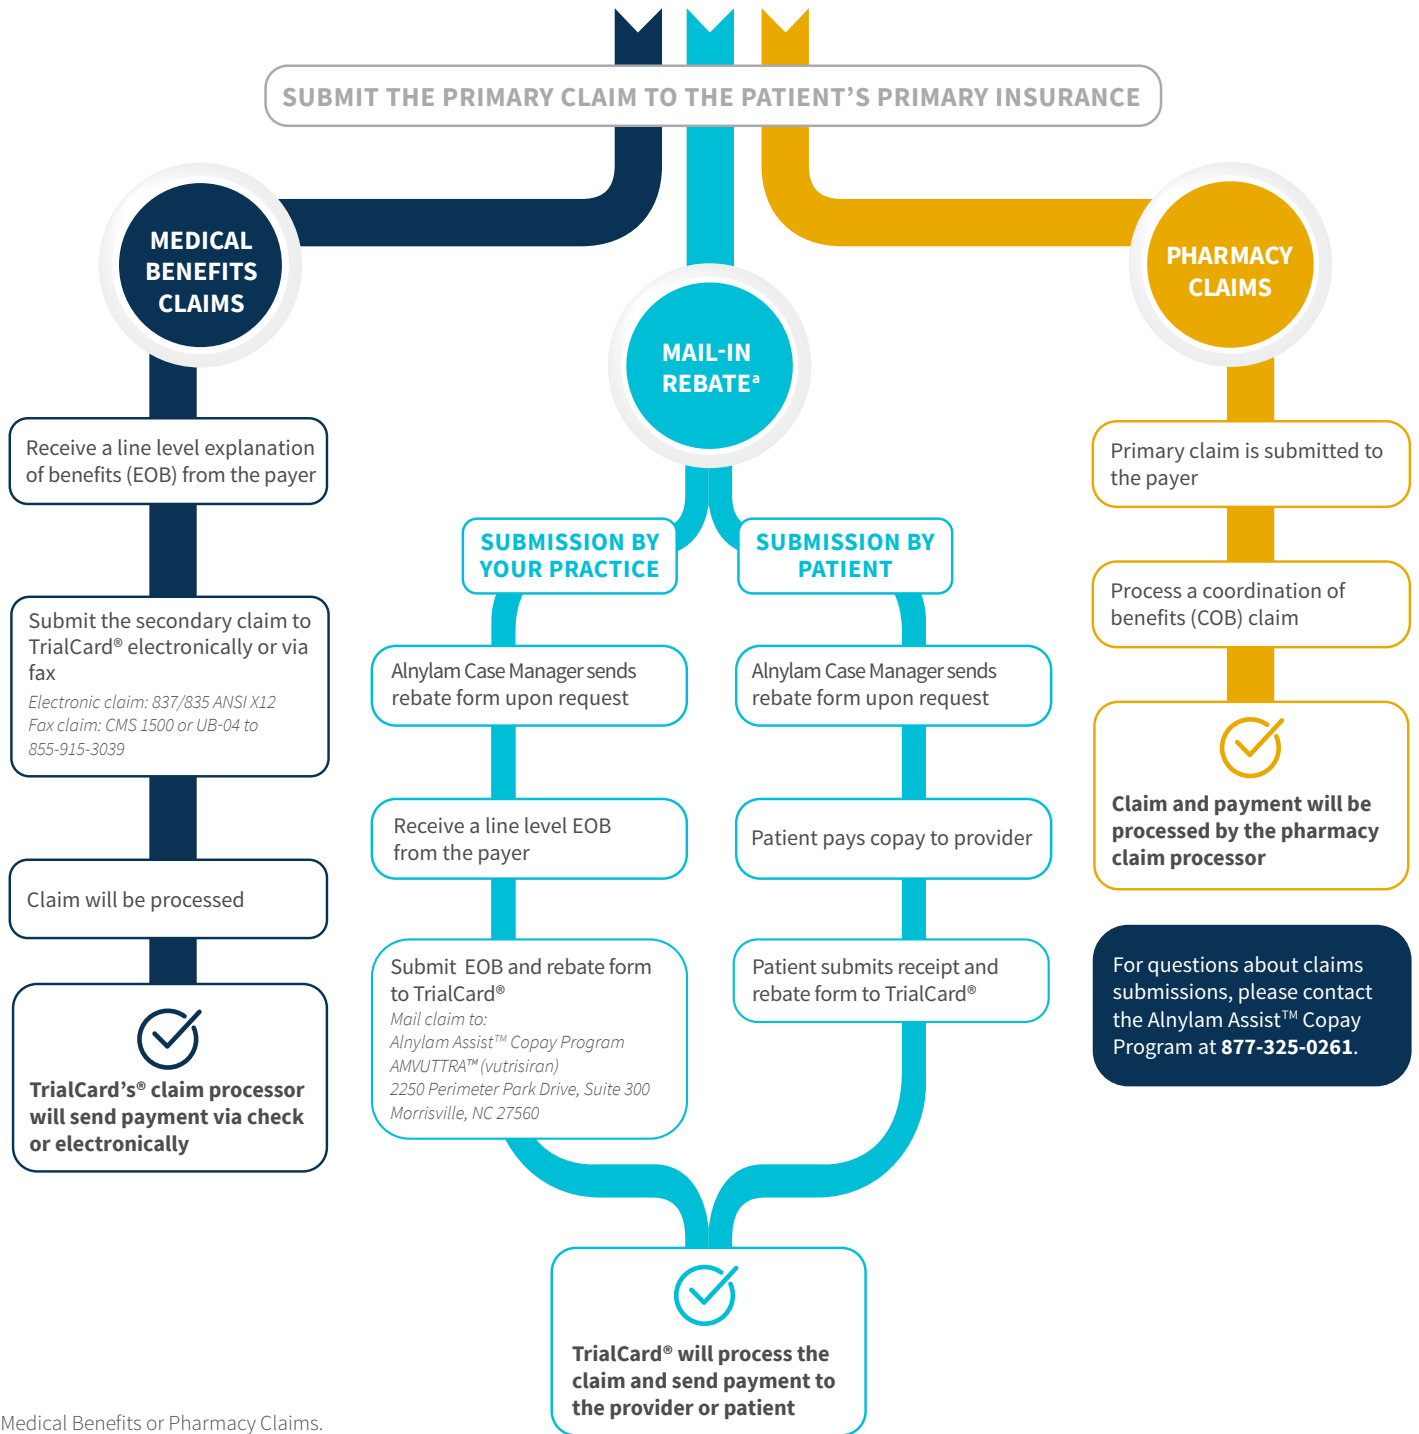 SUBMIT THE PRIMARY CLAIM TO THE PATIENT’S PRIMARY INSURANCE
MEDICAL
BENEFITS
CLAIMS
Receive a line level explanation
of benefits (EOB) from the payer
Submit the secondary claim to
TrialCard® electronically or via
fax
Electronic claim: 837/835 ANSI X12
Fax claim: CMS 1500 or UB-04 to
855-915-3039
Claim will be processed
TrialCard’s® claim processor
will send payment via check
or electronically
MAIL-IN
REBATEᵃ
SUBMISSION BY
YOUR PRACTICE
Alnylam Case Manager sends
rebate form upon request
Receive a line level EOB
from the payer
Submit EOB and rebate form
to TrialCard®
Mail claim to:
Alnylam Assist™ Copay Program
AMVUTTRA™ (vutrisiran)
2250 Perimeter Park Drive, Suite 300
Morrisville, NC 27560
SUBMISSION BY
PATIENT
Alnylam Case Manager sends
rebate form upon request
Patient pays copay to provider
Patient submits receipt and
rebate form to TrialCard®
TrialCard® will process the
claim and send payment to
the provider or patient
PHARMACY
CLAIMS
Primary claim is submitted to
the payer
Process a coordination of
benefits (COB) claim
Claim and payment will be
processed by the pharmacy
claim processor
For questions about claims
submissions, please contact
the Alnylam Assist™ Copay
Program at 877-325-0261.
Medical Benefits or Pharmacy Claims.